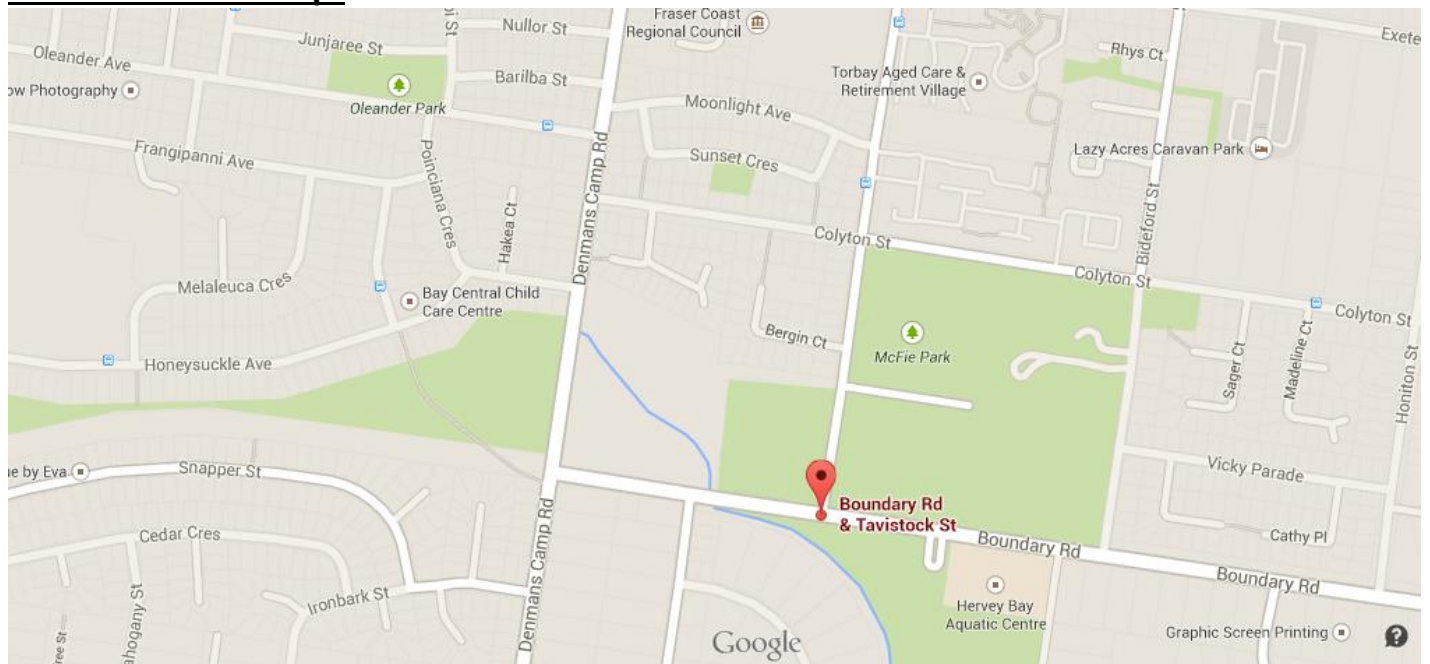 Nullor St
Fraser Coast
Regional Council
Junjaree St
Oleander Ave
Exete
Rhys Ct
Barilba St
Torbay Aged Care &
Retirement Village
ow Photography
Oleander Park
Moonlight Ave
Denmans Camp Rd
Frangipanni Ave
Sunset Cres
Lazy Acres Caravan Park
Poinciana Cres
Hakea Ct
Bideford St
Colyton St
Colyton St
Melaleuca Cres
Bay Central Child
Care Centre
Colyton St
Bergin Ct
McFie Park
Honeysuckle Ave
Sager Ct
Madeline Ct
Honiton St
ue by Eva
Snapper St
Vicky Parade
Boundary Rd
& Tavistock St
Cedar Cres
Boundary Rd
Cathy Pl
Denmans Camp Rd
Boundary Rd
Ironbark St
ahogany St
ree St
Hervey Bay
Aquatic Centre
Google
Graphic Screen Printing
?